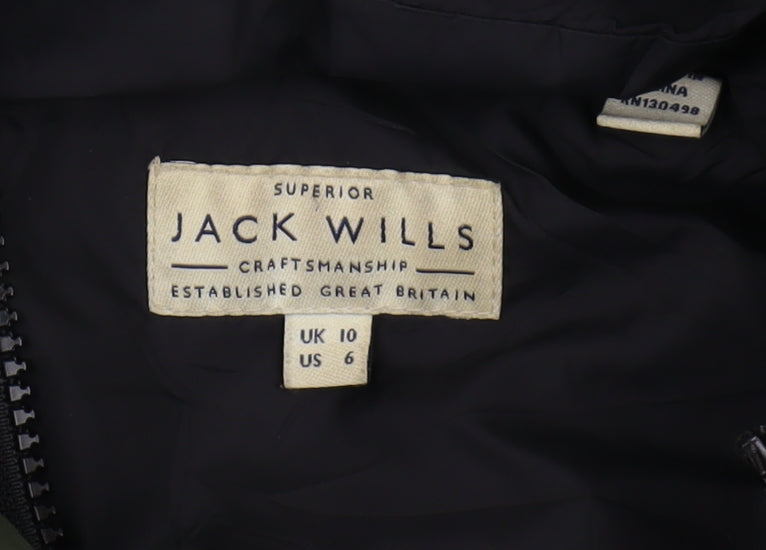 SUPERIOR
JACK WILLS
CRAFTSMANSHIP
ESTABLISHED GREAT BRITAIN
UK 10
US 6
RN130498